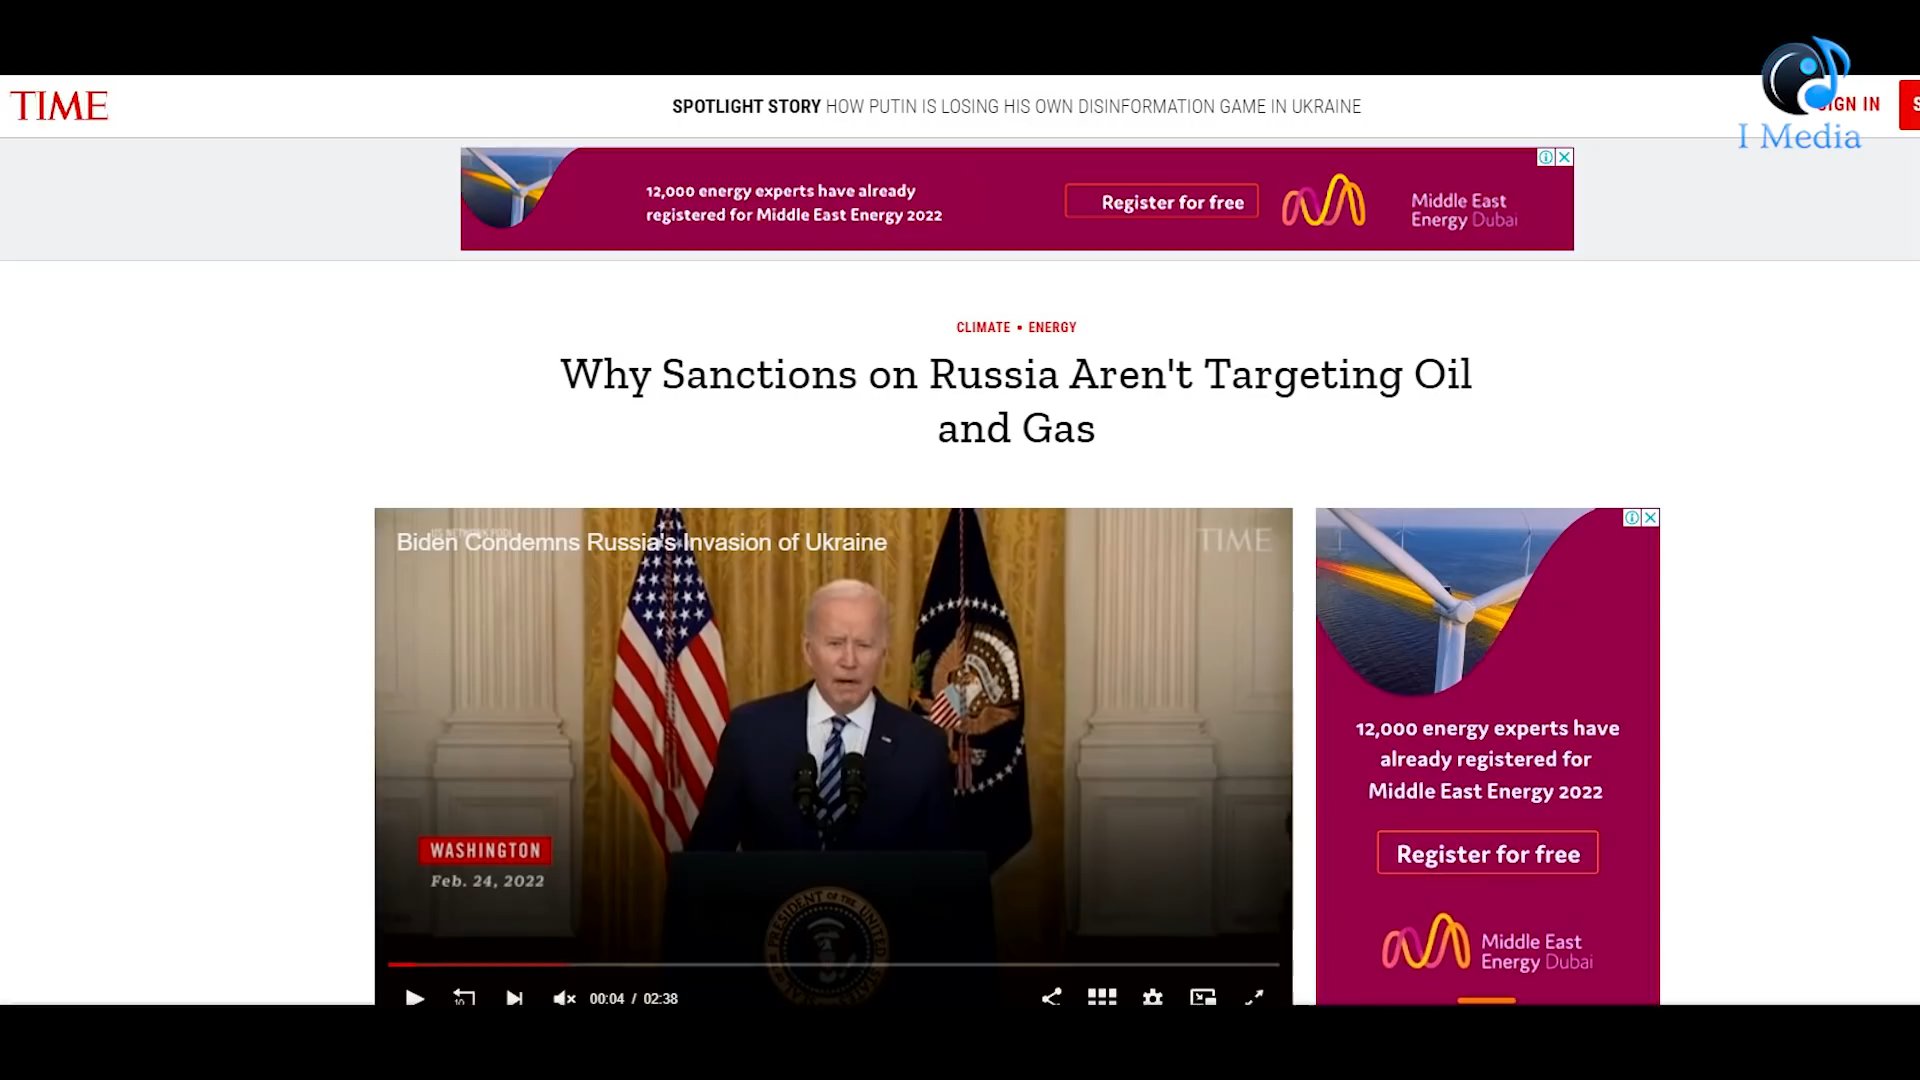 TIME
SPOTLIGHT STORY HOW PUTIN IS LOSING HIS OWN DISINFORMATION GAME IN UKRAINE
IGN IN
S
I Media
12,000 energy experts have already
registered for Middle East Energy 2022
Register for free
Middle East
Energy Dubai
CLIMATE • ENERGY
Why Sanctions on Russia Aren't Targeting Oil
and Gas
Biden Condemns Russia's Invasion of Ukraine
TIME
WASHINGTON
Feb. 24, 2022
PRESIDENT OF THE UNITED
00:04 / 02:38
12,000 energy experts have
already registered for
Middle East Energy 2022
Register for free
Middle East
Energy Dubai